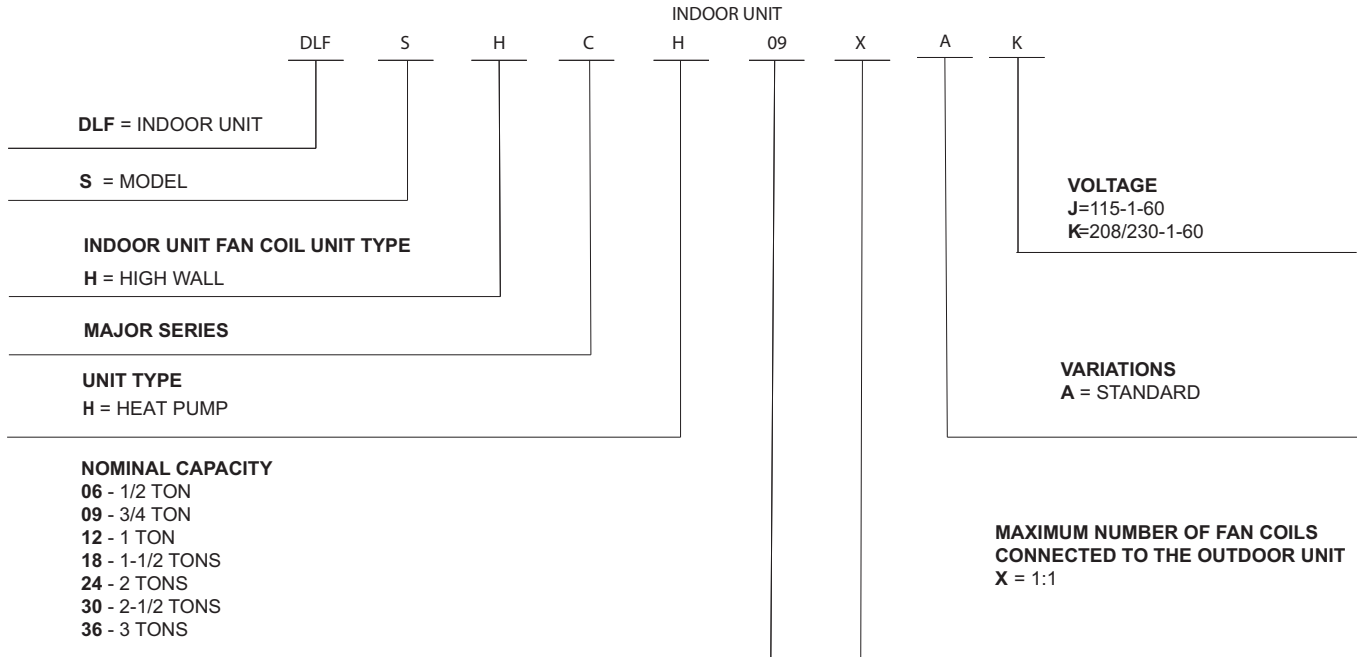 INDOOR UNIT
DLF S H C H 09 X A K
DLF = INDOOR UNIT
S = MODEL
INDOOR UNIT FAN COIL UNIT TYPE
H = HIGH WALL
MAJOR SERIES
UNIT TYPE
H = HEAT PUMP
NOMINAL CAPACITY
06 - 1/2 TON
09 - 3/4 TON
12 - 1 TON
18 - 1-1/2 TONS
24 - 2 TONS
30 - 2-1/2 TONS
36 - 3 TONS
VOLTAGE
J=115-1-60
K=208/230-1-60
VARIATIONS
A = STANDARD
MAXIMUM NUMBER OF FAN COILS
CONNECTED TO THE OUTDOOR UNIT
X = 1:1